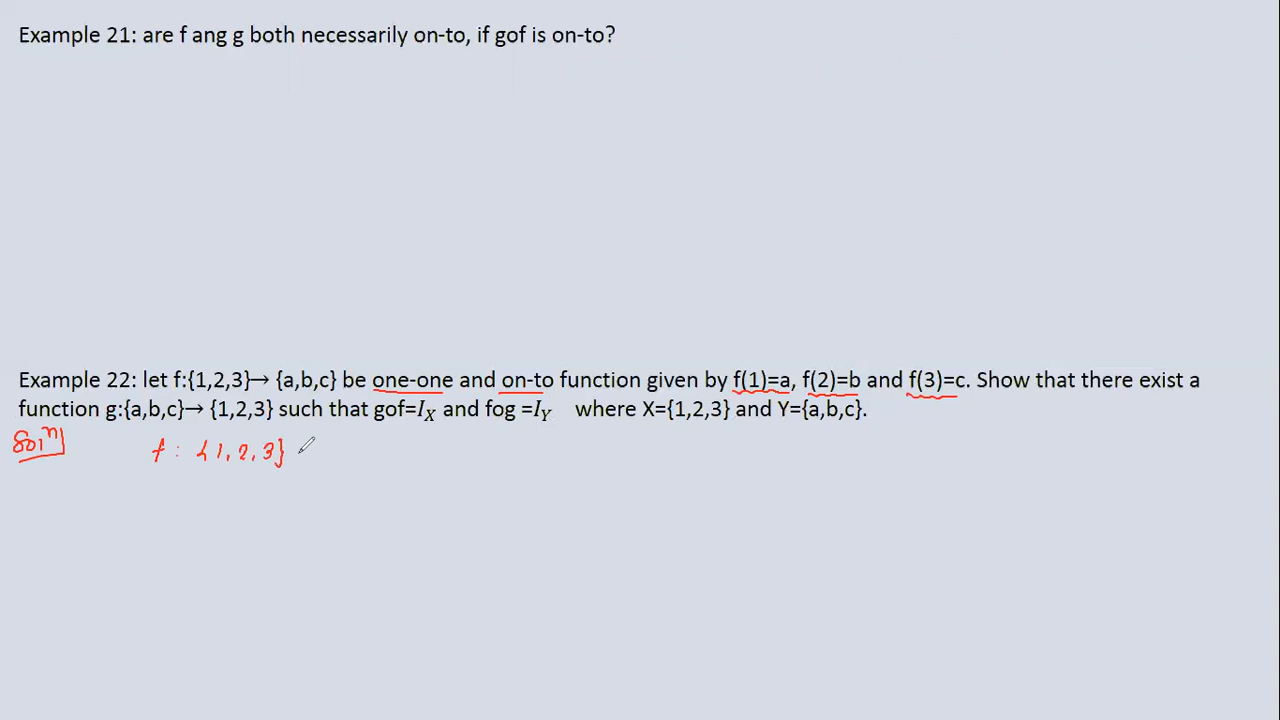 Example 21: are f ang g both necessarily on-to, if gof is on-to?
Example 22: let f:{1,2,3}→ {a,b,c} be one-one and on-to function given by f(1)=a, f(2)=b and f(3)=c. Show that there exist a
function g:{a,b,c}→ {1,2,3} such that gof=I_X and fog =I_Y where X={1,2,3} and Y={a,b,c}.
Solⁿ f : {1, 2, 3}